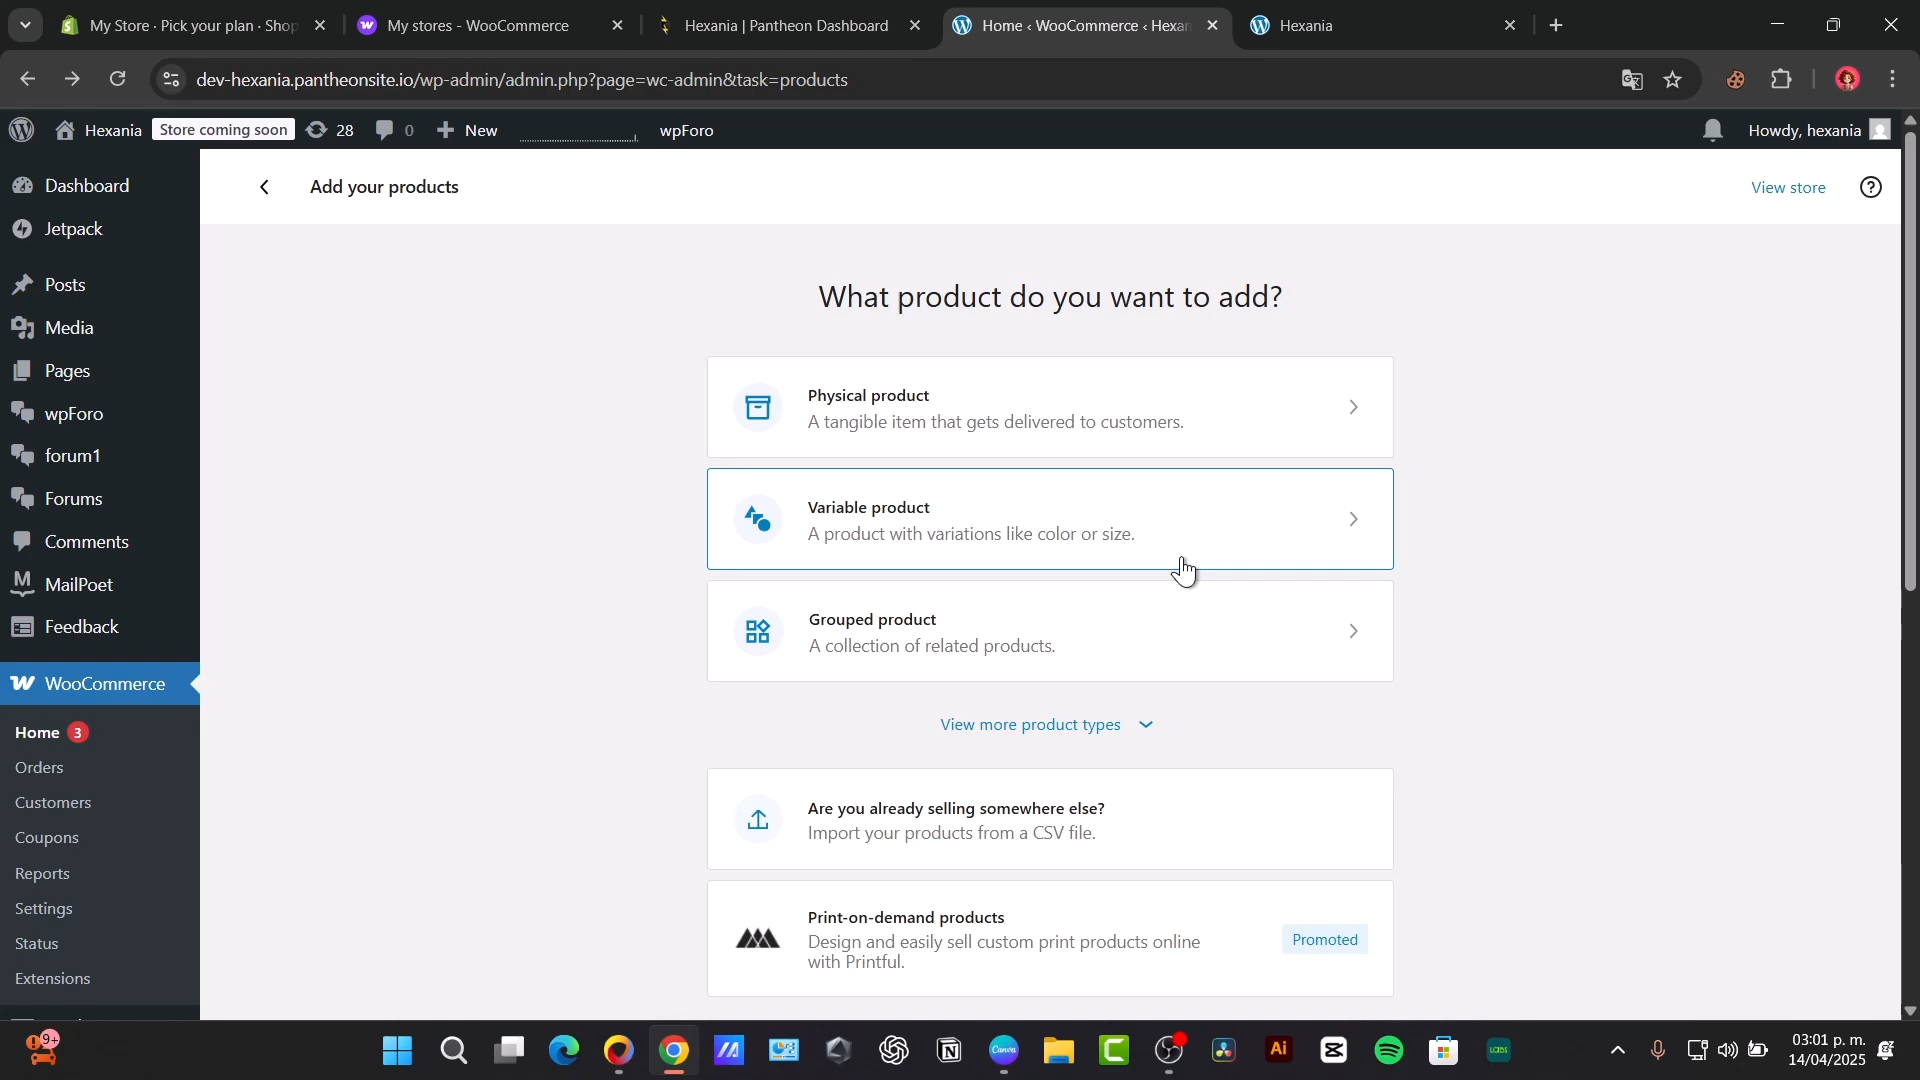 My Store · Pick your plan · Shop
My stores - WooCommerce
Hexania | Pantheon Dashboard
Home ‹ WooCommerce ‹ Hexan
Hexania
dev-hexania.pantheonsite.io/wp-admin/admin.php?page=wc-admin&task=products
Hexania
Store coming soon
28
0
New
wpForo
Howdy, hexania
Dashboard
Jetpack
Posts
Media
Pages
wpForo
forum1
Forums
Comments
MailPoet
Feedback
WooCommerce
Home 3
Orders
Customers
Coupons
Reports
Settings
Status
Extensions
Add your products
View store
What product do you want to add?
Physical product
A tangible item that gets delivered to customers.
Variable product
A product with variations like color or size.
Grouped product
A collection of related products.
View more product types
Are you already selling somewhere else?
Import your products from a CSV file.
Print-on-demand products
Design and easily sell custom print products online
with Printful.
Promoted
9+
Canva
Ai
LABS
03:01 p. m.
14/04/2025